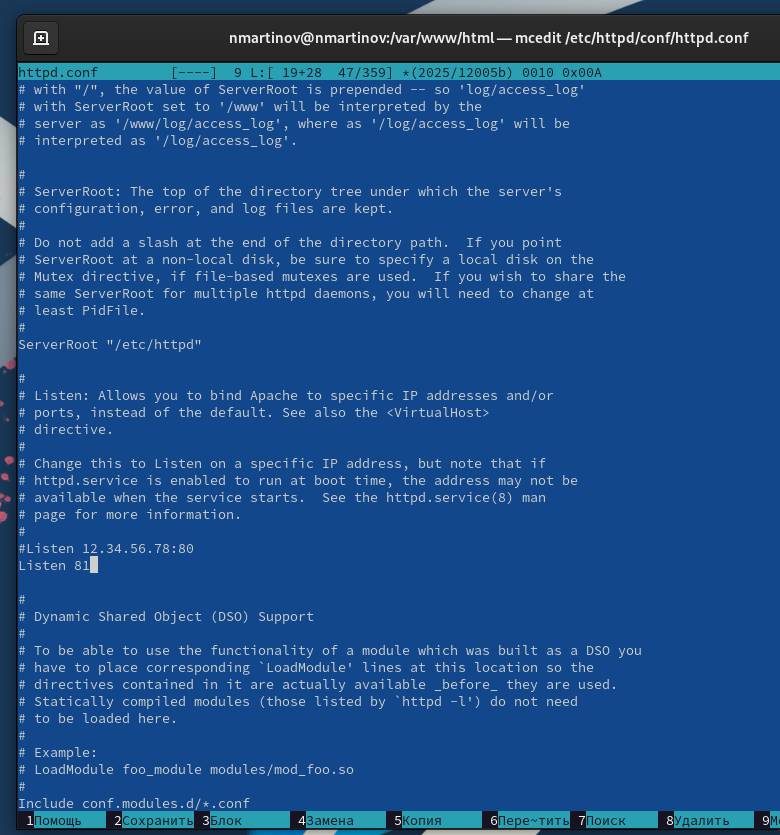 nmartinov@nmartinov:/var/www/html — mcedit /etc/httpd/conf/httpd.conf
httpd.conf         [----]  9 L:[ 19+28  47/359] *(2025/12005b) 0010 0x00A
# with "/", the value of ServerRoot is prepended -- so 'log/access_log'
# with ServerRoot set to '/www' will be interpreted by the
# server as '/www/log/access_log', where as '/log/access_log' will be
# interpreted as '/log/access_log'.

#
# ServerRoot: The top of the directory tree under which the server's
# configuration, error, and log files are kept.
#
# Do not add a slash at the end of the directory path.  If you point
# ServerRoot at a non-local disk, be sure to specify a local disk on the
# Mutex directive, if file-based mutexes are used.  If you wish to share the
# same ServerRoot for multiple httpd daemons, you will need to change at
# least PidFile.
#
ServerRoot "/etc/httpd"

#
# Listen: Allows you to bind Apache to specific IP addresses and/or
# ports, instead of the default. See also the <VirtualHost>
# directive.
#
# Change this to Listen on a specific IP address, but note that if
# httpd.service is enabled to run at boot time, the address may not be
# available when the service starts.  See the httpd.service(8) man
# page for more information.
#
#Listen 12.34.56.78:80
Listen 81

#
# Dynamic Shared Object (DSO) Support
#
# To be able to use the functionality of a module which was built as a DSO you
# have to place corresponding `LoadModule' lines at this location so the
# directives contained in it are actually available _before_ they are used.
# Statically compiled modules (those listed by `httpd -l') do not need
# to be loaded here.
#
# Example:
# LoadModule foo_module modules/mod_foo.so
#
Include conf.modules.d/*.conf
1Помощь 2Сохранить 3Блок 4Замена 5Копия 6Пере~тить 7Поиск 8Удалить 9